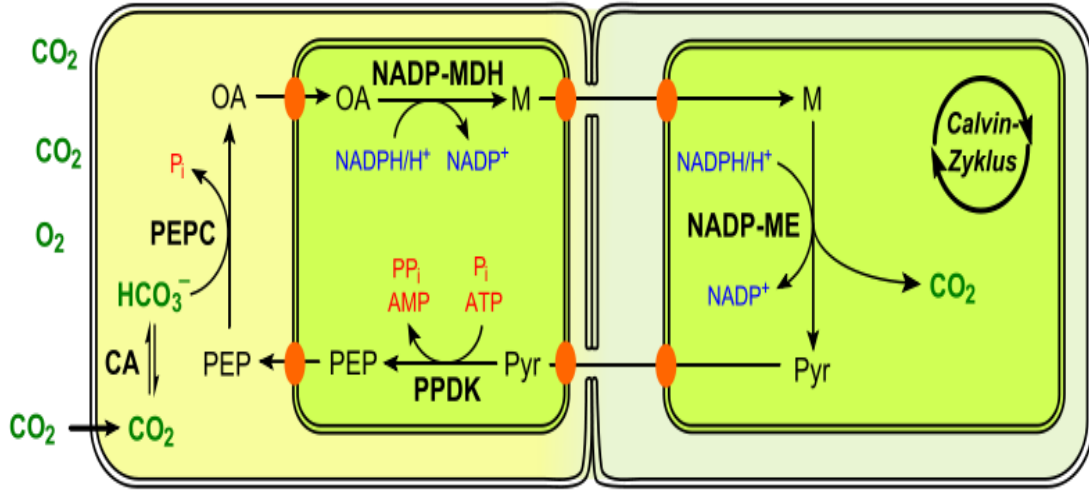 CO₂
CO₂
O₂
CO₂
CO₂
CA
HCO₃⁻
PEPC
Pᵢ
PEP
OA
OA
NADP-MDH
M
NADPH/H⁺
NADP⁺
PPᵢ
AMP
Pᵢ
ATP
PEP
PPDK
Pyr
M
NADPH/H⁺
NADP-ME
NADP⁺
CO₂
Pyr
Calvin-
Zyklus